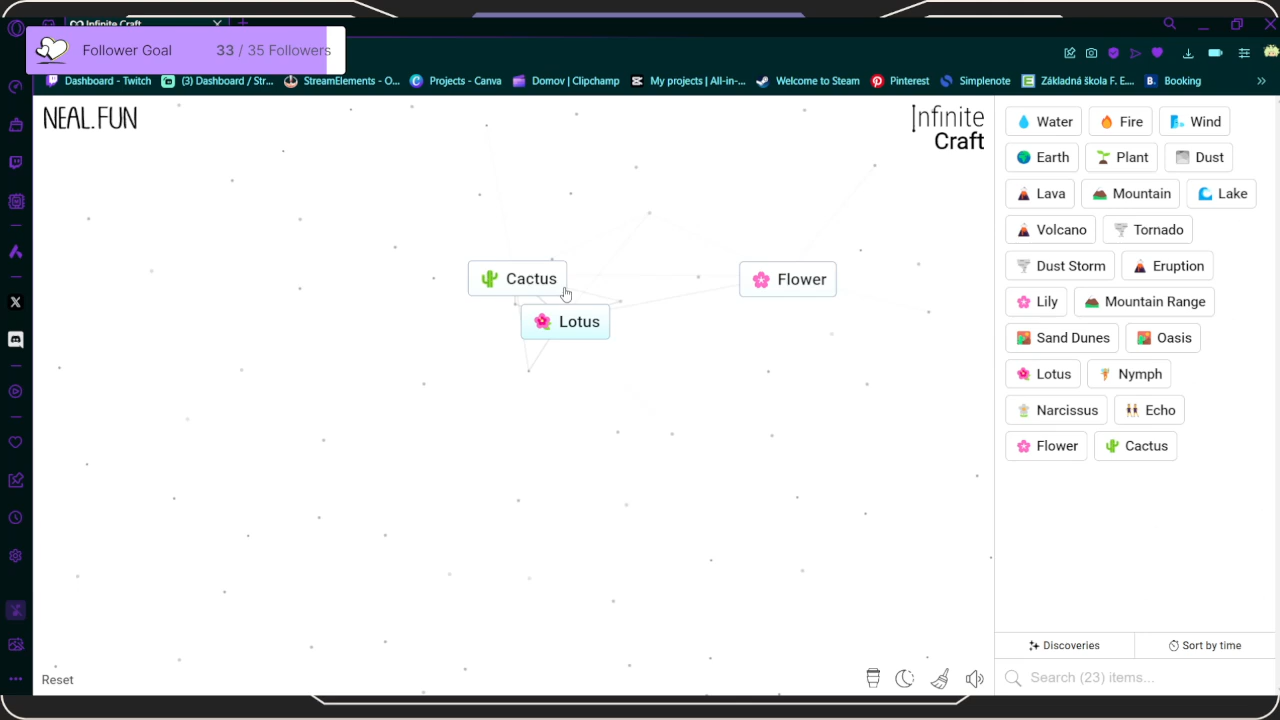 Infinite Craft
Follower Goal 33 / 35 Followers
Dashboard - Twitch (3) Dashboard / Str... StreamElements - O... Projects - Canva Domov | Clipchamp My projects | All-in-... Welcome to Steam Pinterest Simplenote Základná škola F. E... Booking »
NEAL.FUN
Infinite
Craft
Water Fire Wind
Earth Plant Dust
Lava Mountain Lake
Volcano Tornado
Dust Storm Eruption
Lily Mountain Range
Sand Dunes Oasis
Lotus Nymph
Narcissus Echo
Flower Cactus
Cactus Flower
Lotus
Discoveries Sort by time
Search (23) items...
Reset